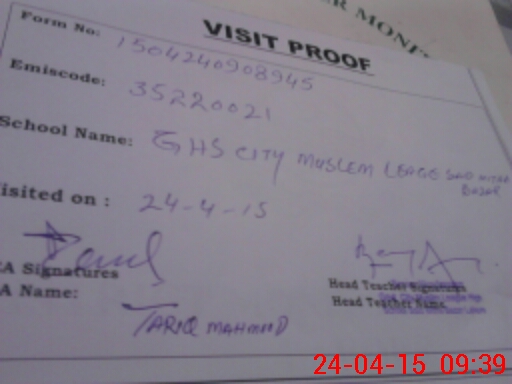 VISIT PROOF
Form No: 1504240908945
Emiscode: 35220021
School Name: GHS CITY MUSLEM LEAGE
BAZAR
isited on : 24-4-15
A Signatures
A Name: TARIQ MAHMOOD
Head Teacher Signatures
Head Teacher Name
24-04-15 09:39